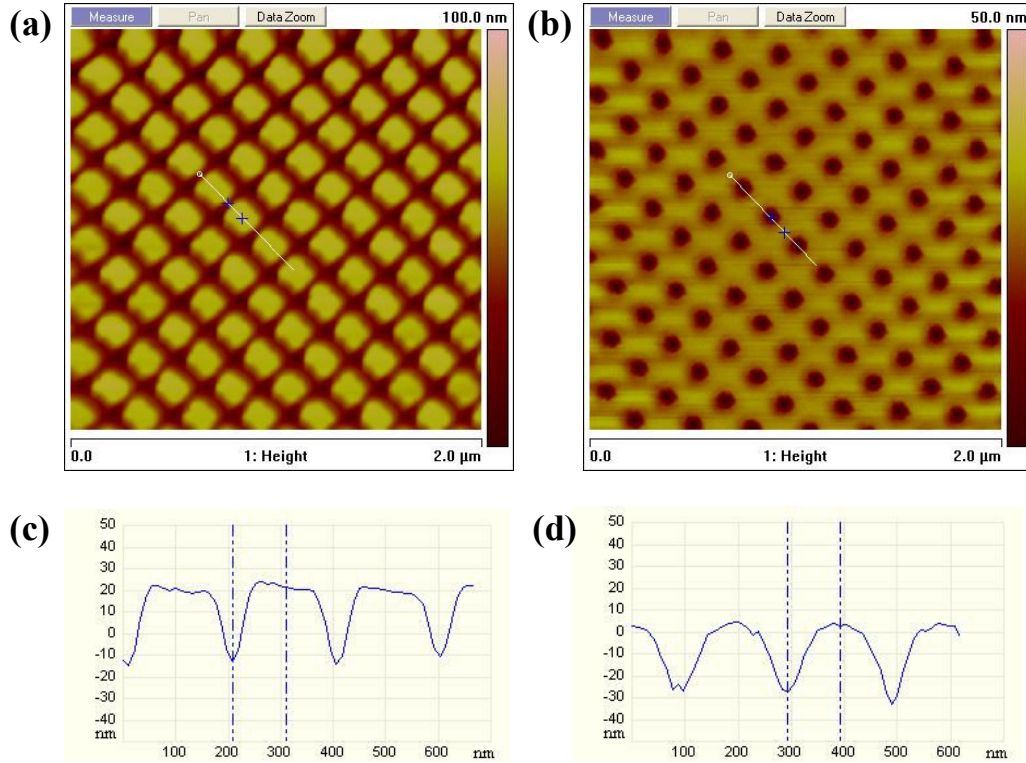 (a)
Measure Pan Data Zoom 100.0 nm
0.0 1: Height 2.0 µm
(b)
Measure Pan Data Zoom 50.0 nm
0.0 1: Height 2.0 µm
(c)
50
40
30
20
10
0
-10
-20
-30
-40
nm
100 200 300 400 500 600 nm
(d)
50
40
30
20
10
0
-10
-20
-30
-40
nm
100 200 300 400 500 600 nm